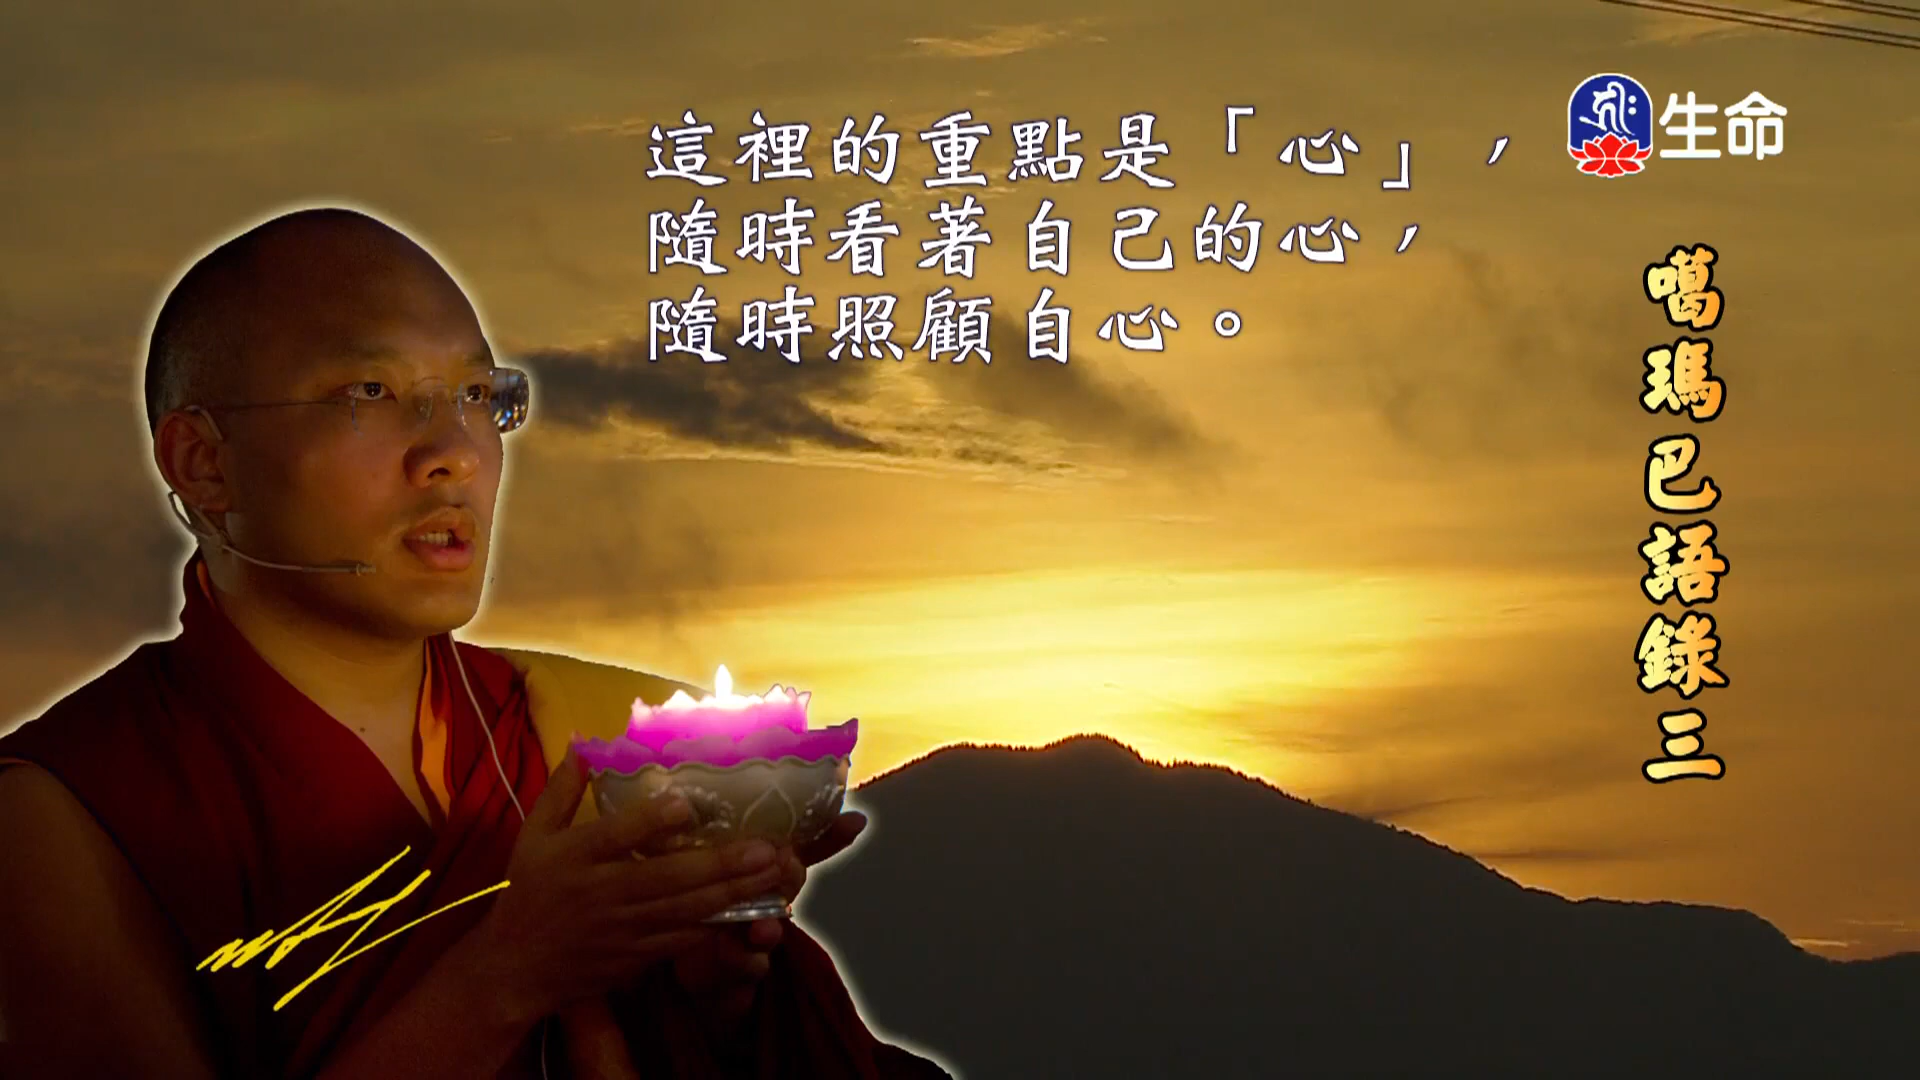 這裡的重點是「心」，
隨時看著自己的心，
隨時照顧自心。
生命
噶瑪巴語錄三